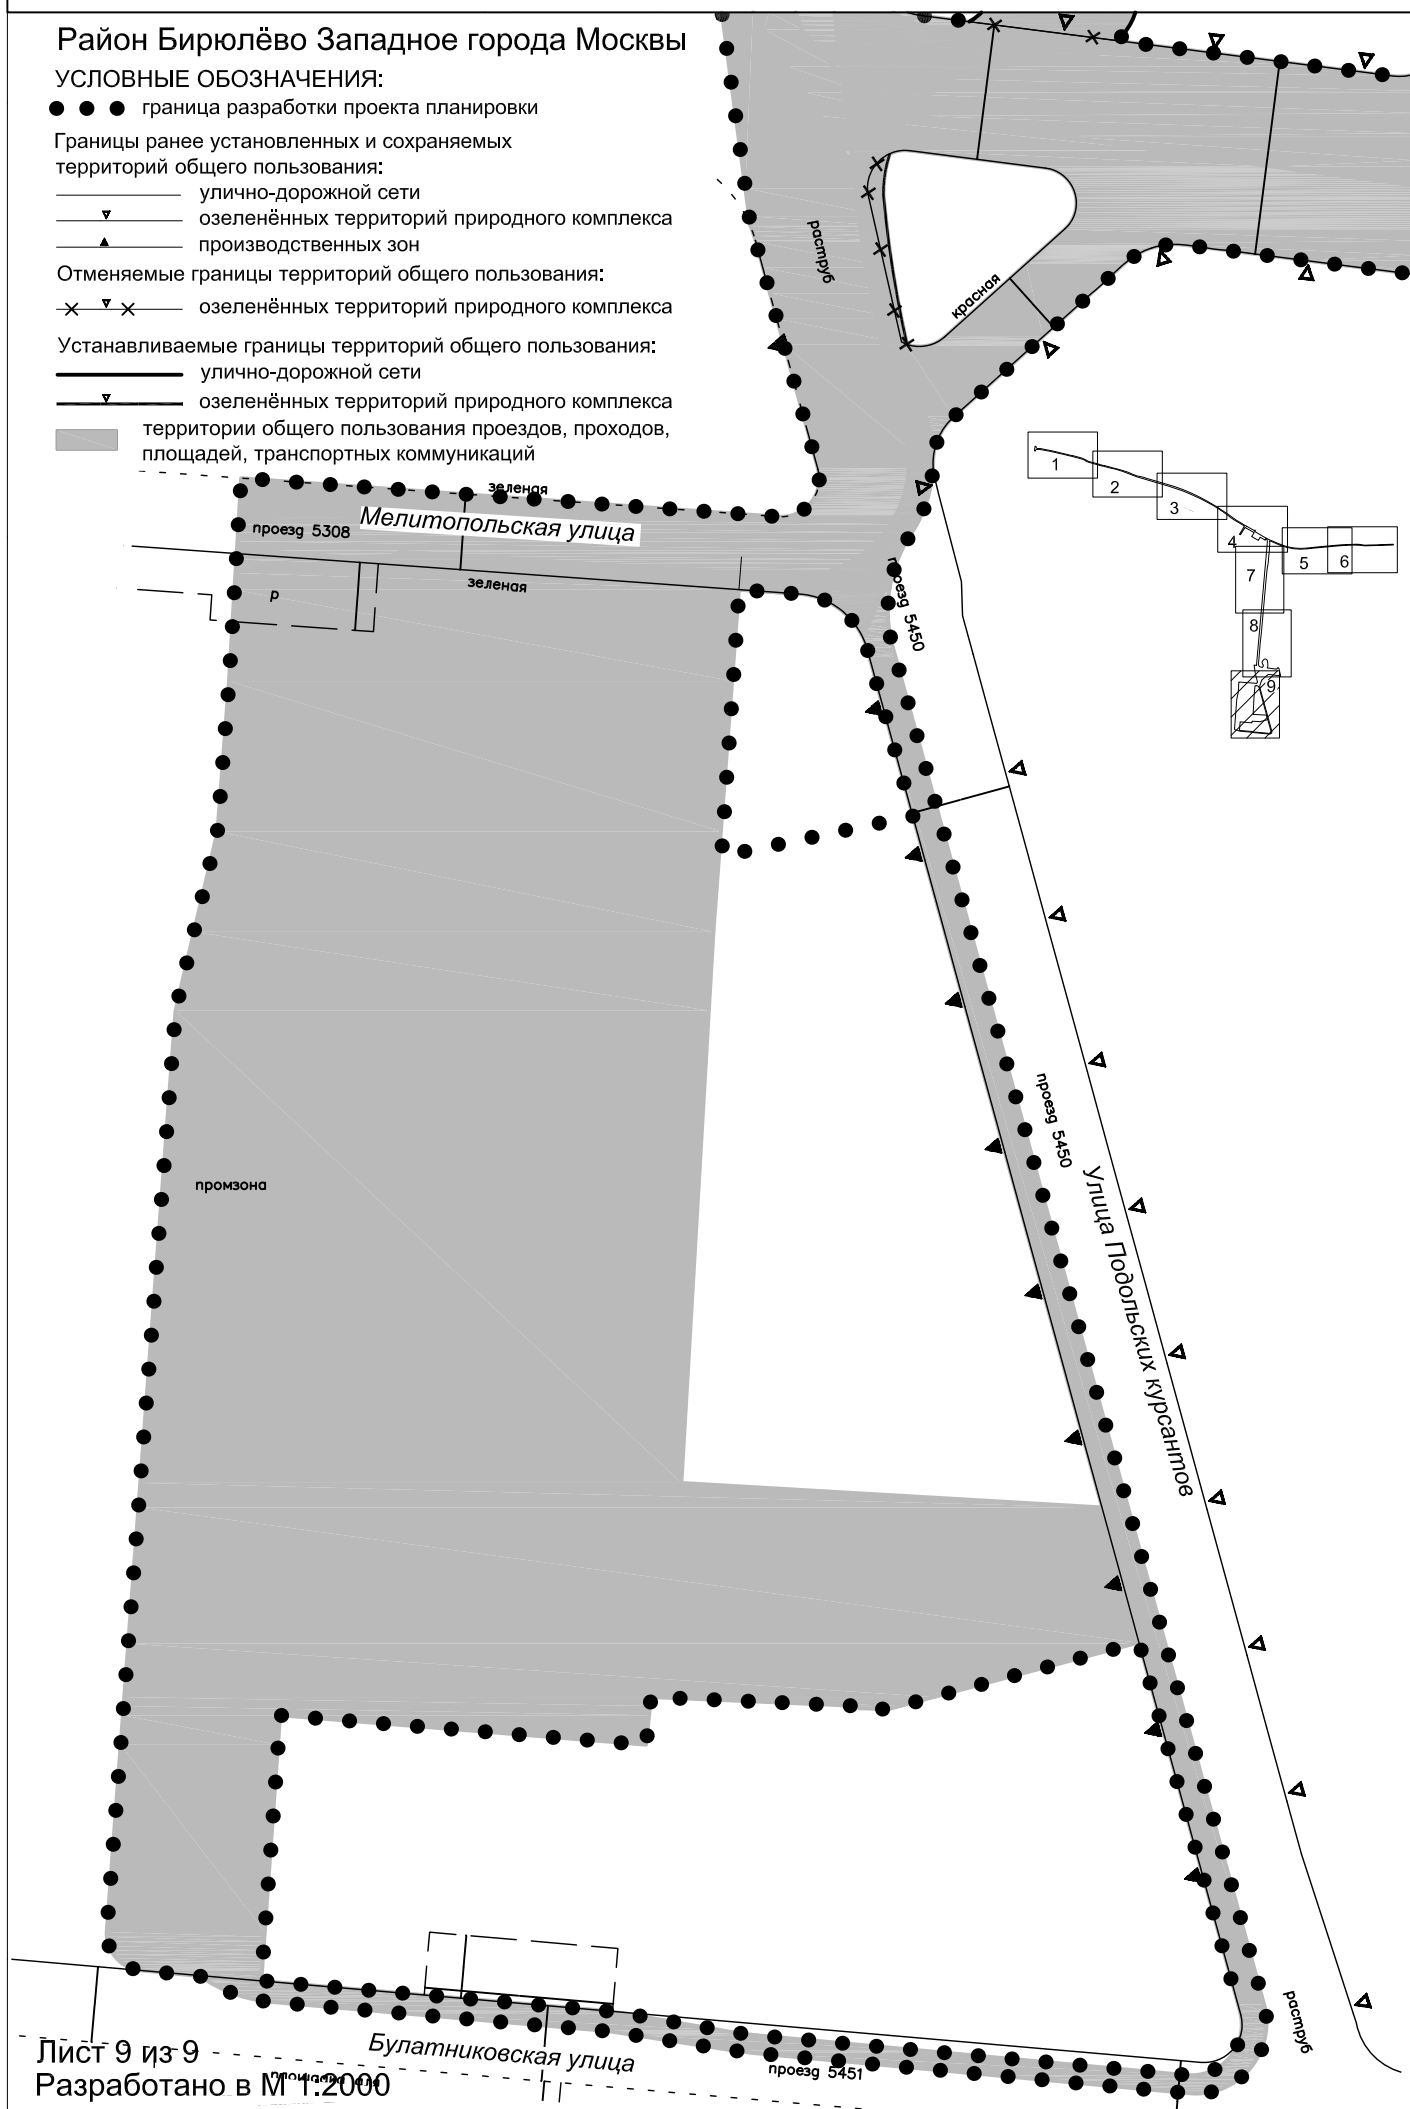 Район Бирюлёво Западное города Москвы
УСЛОВНЫЕ ОБОЗНАЧЕНИЯ:
граница разработки проекта планировки
Границы ранее установленных и сохраняемых
территорий общего пользования:
улично-дорожной сети
озеленённых территорий природного комплекса
производственных зон
Отменяемые границы территорий общего пользования:
озеленённых территорий природного комплекса
Устанавливаемые границы территорий общего пользования:
улично-дорожной сети
озеленённых территорий природного комплекса
территории общего пользования проездов, проходов,
площадей, транспортных коммуникаций
раструб
красная
1
2
3
4
5
6
7
8
9
зеленая
проезд 5308
Мелитопольская улица
зеленая
р
проезд 5450
промзона
проезд 5450
Улица Подольских курсантов
раструб
Булатниковская улица
проезд 5451
Лист 9 из 9
Разработано в М 1:2000